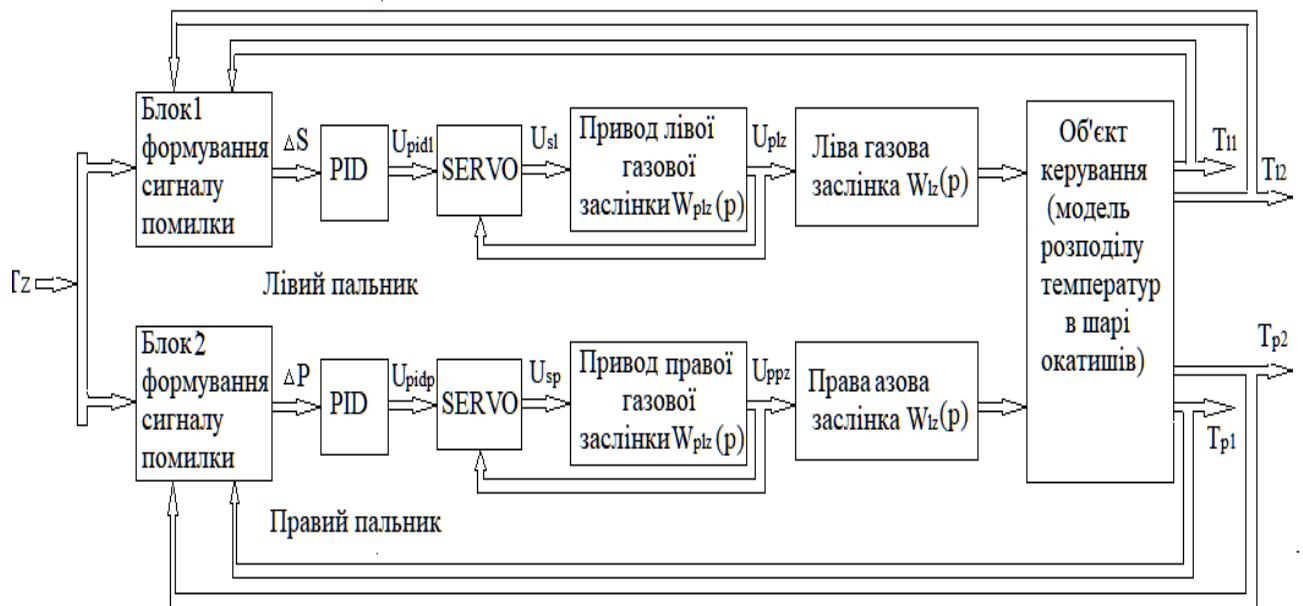 Блок1
формування
сигналу
помилки
ΔS
PID
Upid1
SERVO
Us1
Привод лівої
газової
заслінки Wplz(p)
Uplz
Ліва газова
заслінка Wlz(p)
Об'єкт
керування
(модель
розподілу
температур
в шарі
окатишів)
Tl1
Tl2
Tz
Лівий пальник
Блок2
формування
сигналу
помилки
ΔP
PID
Upidp
SERVO
Usp
Привод правої
газової
заслінки Wplz(p)
Uppz
Права азова
заслінка Wlz(p)
Tp2
Tp1
Правий пальник